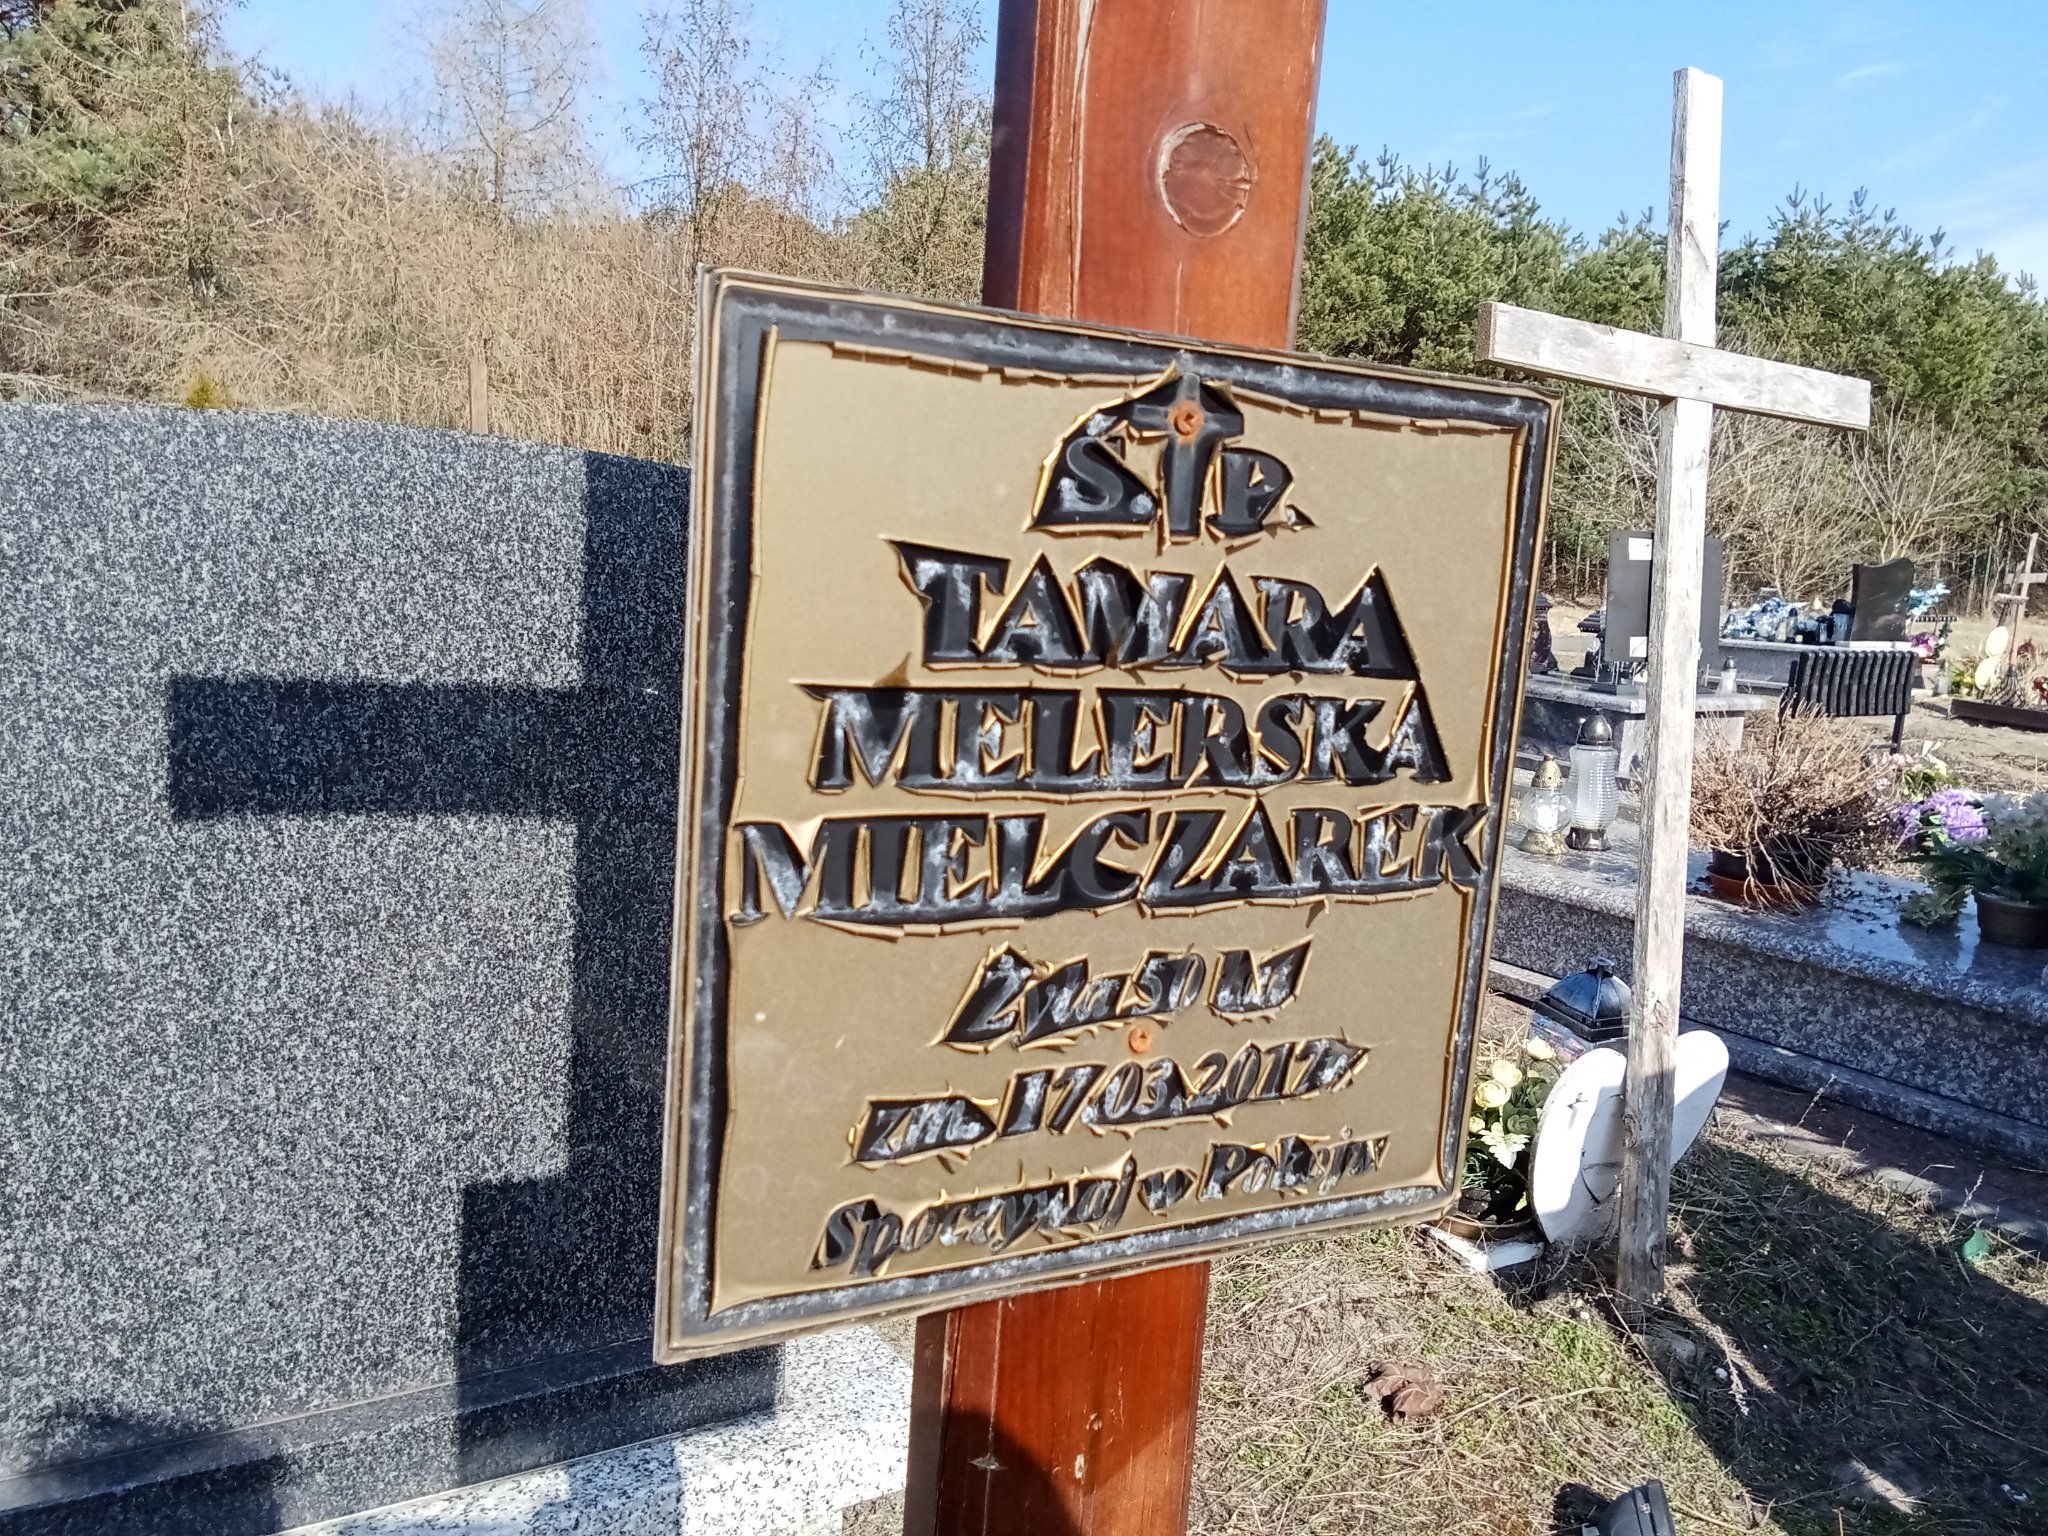 Ś. P.
TAMARA
MELERSKA
MIELCZAREK
Żyła 50 lat
zm. 17.03.2017r.
Spoczywaj w Pokoju